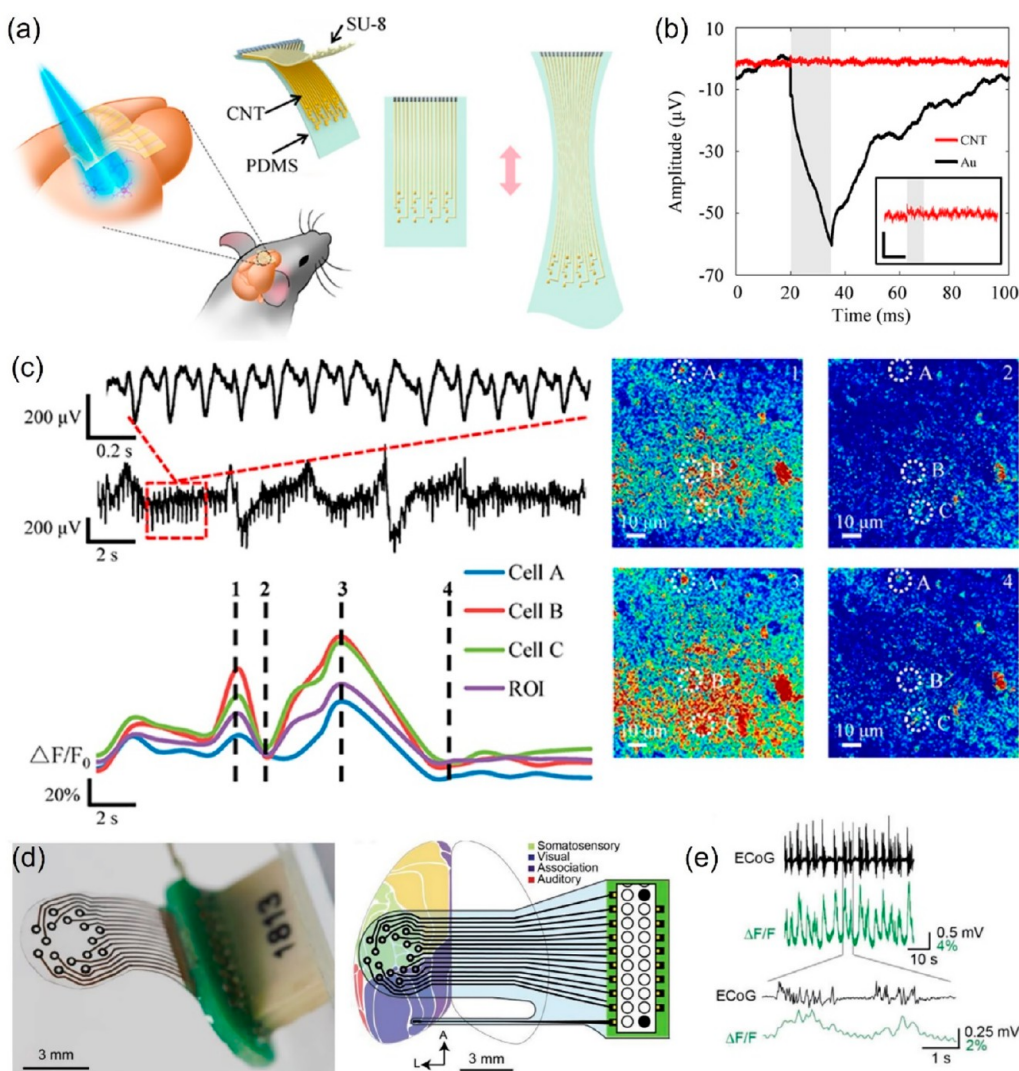 (a)
SU-8
CNT
PDMS
(b)
10
-10
-30
-50
-70
Amplitude (µV)
CNT
Au
0 20 40 60 80 100
Time (ms)
(c)
200 µV
0.2 s
200 µV
2 s
1 2 3 4
Cell A
Cell B
Cell C
ROI
△F/F₀
20%
2 s
A 1
B
C
10 µm
A 2
B
C
10 µm
A 3
B
C
10 µm
A 4
B
C
10 µm
(d)
1813
3 mm
Somatosensory
Visual
Association
Auditory
A
L
3 mm
(e)
ECoG
ΔF/F
0.5 mV
4%
10 s
ECoG
ΔF/F
0.25 mV
2%
1 s